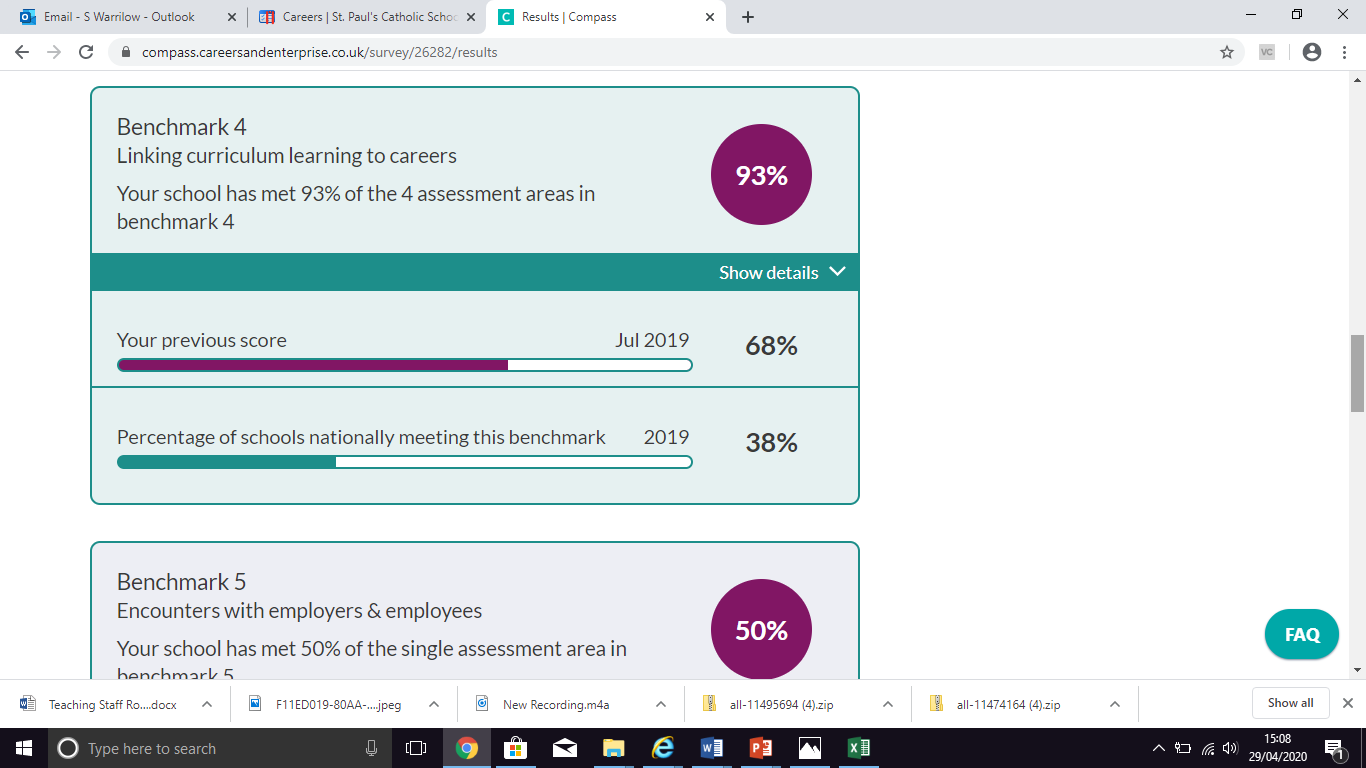 Email - S Warrilow - Outlook
Careers | St. Paul's Catholic Schoo
Results | Compass
compass.careersandenterprise.co.uk/survey/26282/results
VC
Benchmark 4
Linking curriculum learning to careers
Your school has met 93% of the 4 assessment areas in
benchmark 4
93%
Show details
Your previous score
Jul 2019
68%
Percentage of schools nationally meeting this benchmark
2019
38%
Benchmark 5
Encounters with employers & employees
Your school has met 50% of the single assessment area in
benchmark 5
50%
FAQ
Teaching Staff Ro....docx
F11ED019-80AA-....jpeg
New Recording.m4a
all-11495694 (4).zip
all-11474164 (4).zip
Show all
Type here to search
15:08
29/04/2020
1